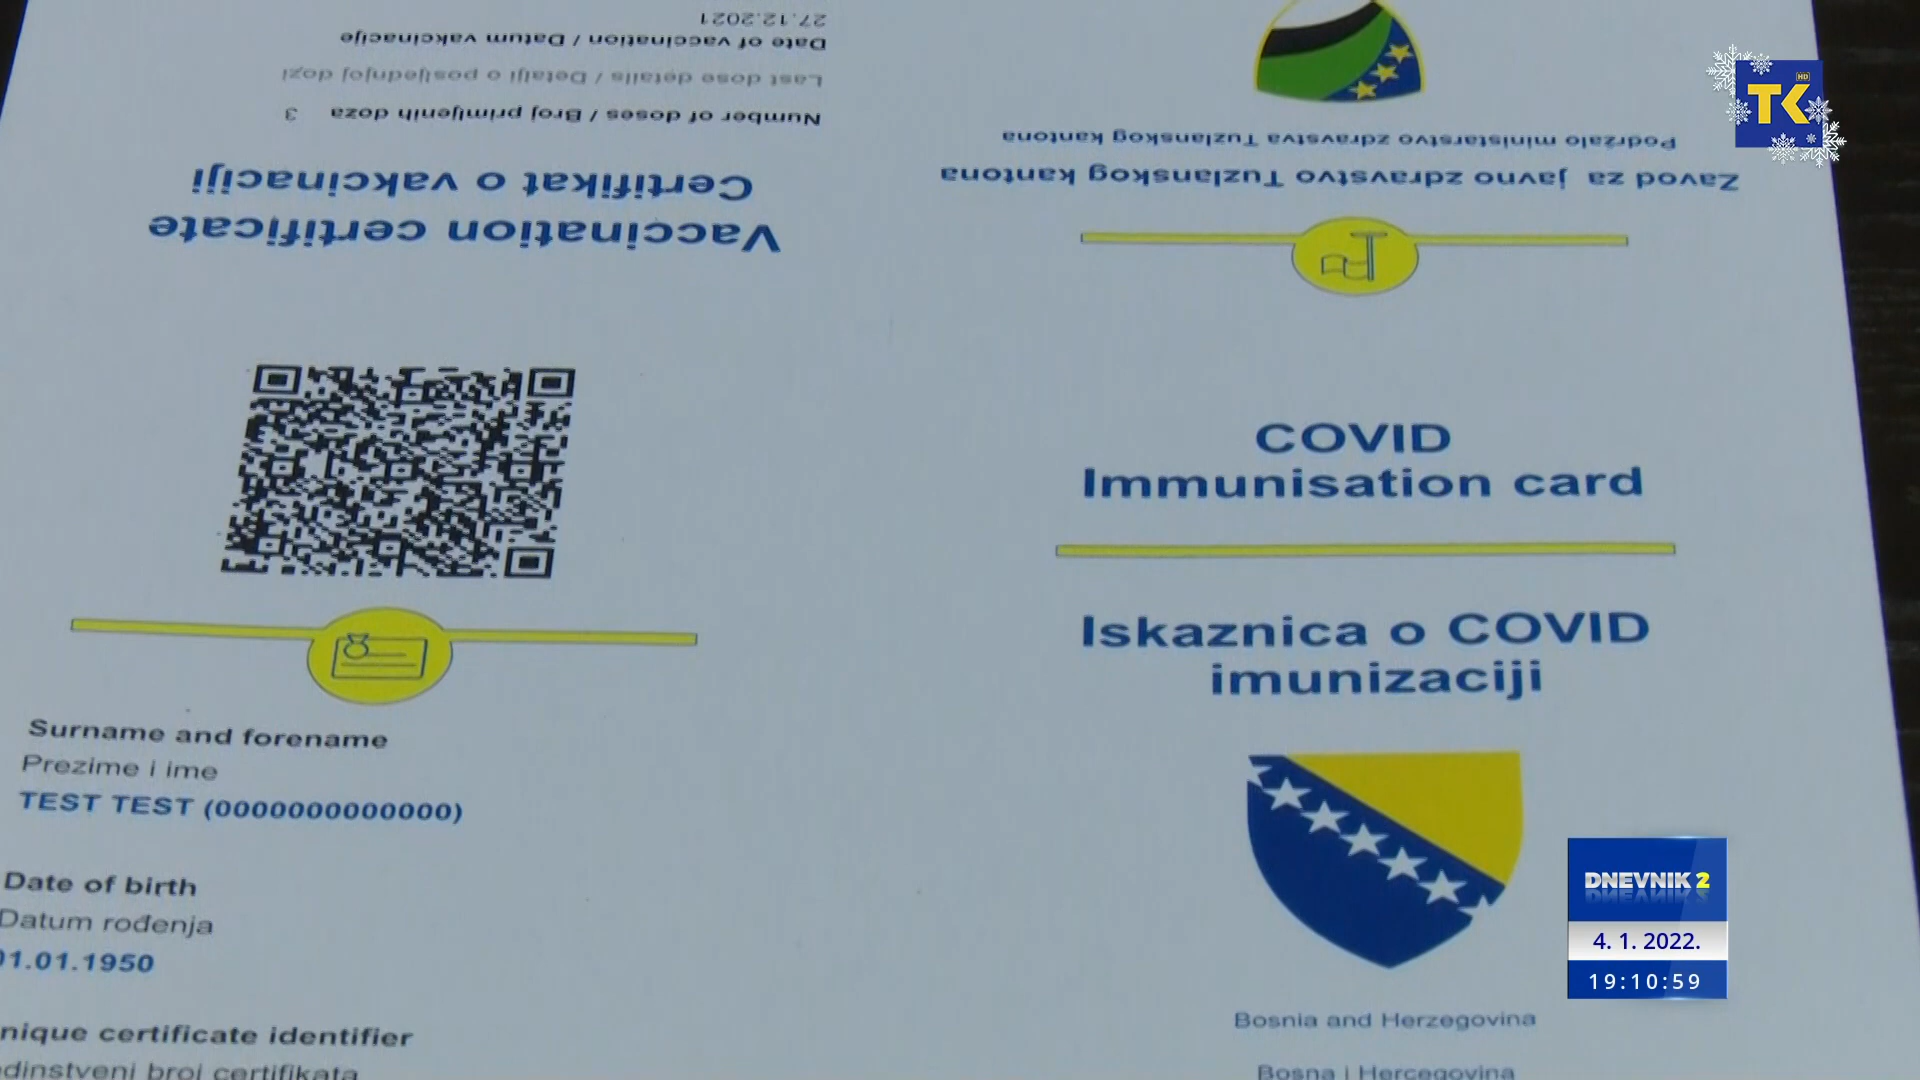 27.12.2021
Date of vaccination / Datum vakcinacije
Last dose details / Detalji o posljednjoj dozi
Number of doses / Broj primljenih doza 3
Certifikat o vakcinaciji
Vaccination certificate
Podržalo ministarstvo zdravstva Tuzlanskog kantona
Zavod za javno zdravstvo Tuzlanskog kantona
TK
HD
COVID
Immunisation card
Iskaznica o COVID
imunizaciji
Surname and forename
Prezime i ime
TEST TEST (0000000000000)
Date of birth
Datum rođenja
01.01.1950
nique certificate identifier
dinstveni broj certifikata
Bosnia and Herzegovina
Bosna i Hercegovina
DNEVNIK 2
4. 1. 2022.
19:10:59